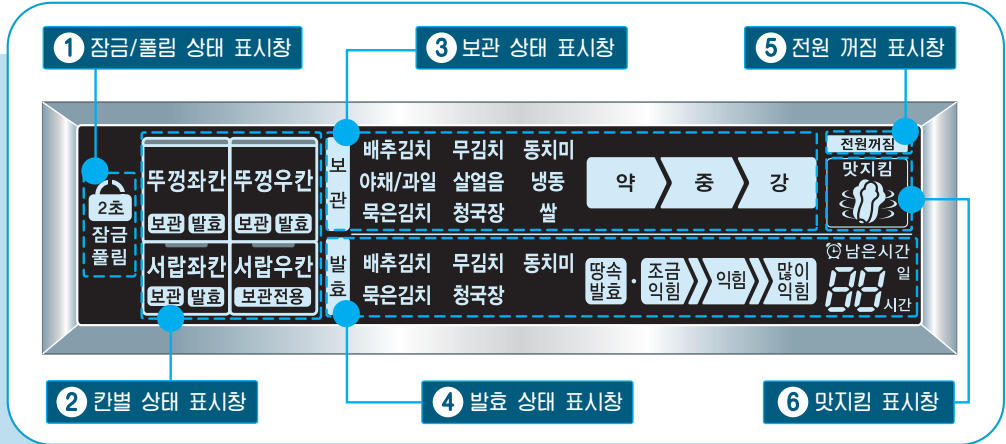 ① 잠금/풀림 상태 표시창
③ 보관 상태 표시창
⑤ 전원 꺼짐 표시창
2초
잠금
풀림
뚜껑좌칸
보관 발효
뚜껑우칸
보관 발효
서랍좌칸
보관 발효
서랍우칸
보관전용
보관
배추김치 무김치 동치미
야채/과일 살얼음 냉동
묵은김치 청국장 쌀
약 중 강
전원꺼짐
맛지킴
발효
배추김치 무김치 동치미
묵은김치 청국장
땅속
발효
·
조금
익힘
익힘
많이
익힘
남은시간
88
일
시간
② 칸별 상태 표시창
④ 발효 상태 표시창
⑥ 맛지킴 표시창